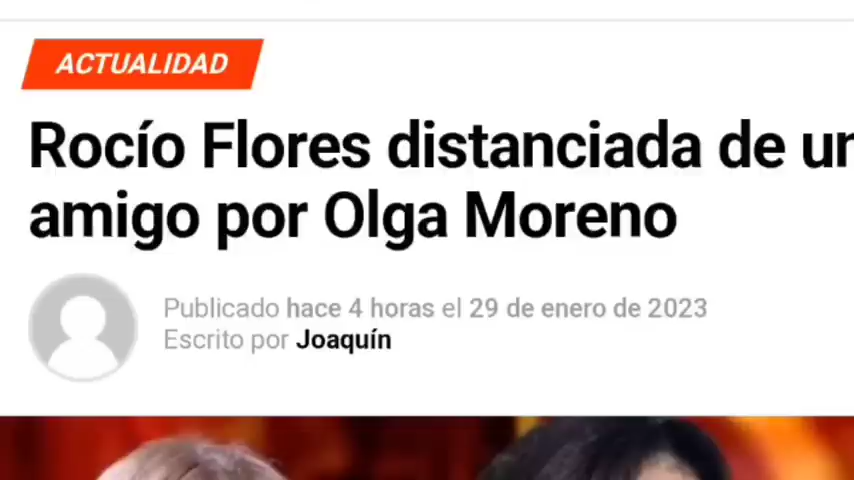 ACTUALIDAD
Rocío Flores distanciada de un
amigo por Olga Moreno
Publicado hace 4 horas el 29 de enero de 2023
Escrito por Joaquín